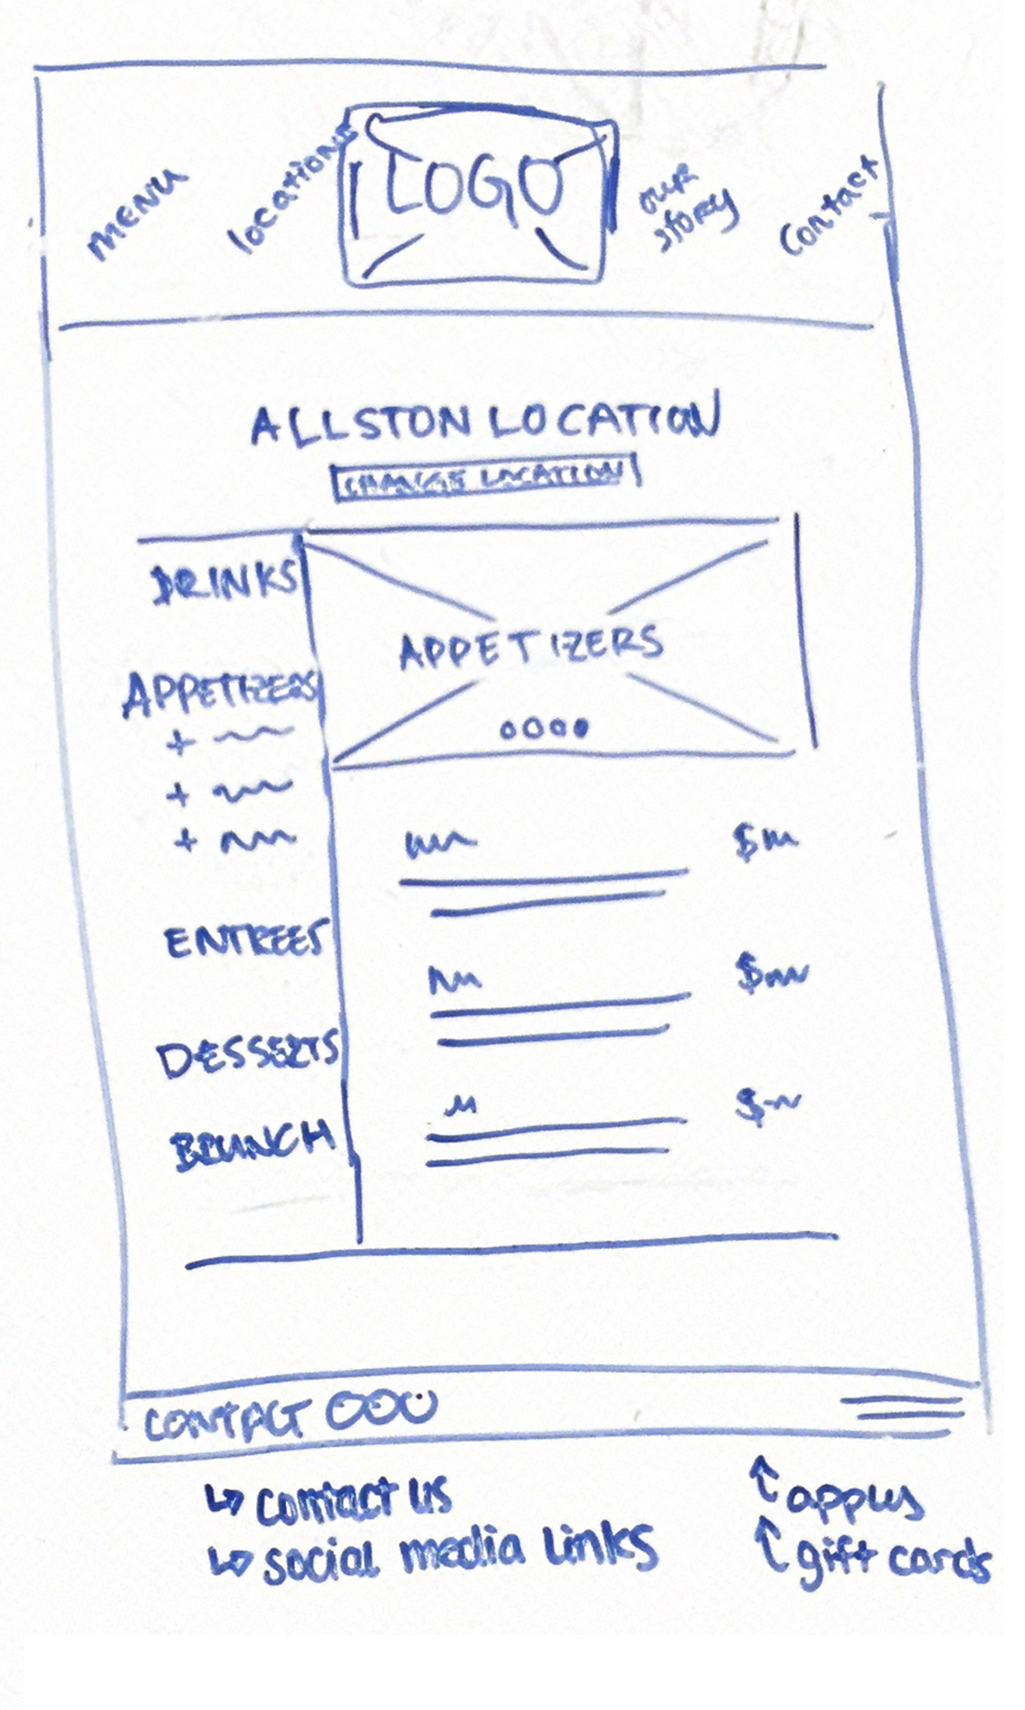 MENU
locations
LOGO
our
story
Contact
ALLSTON LOCATION
CHANGE LOCATION
DRINKS
APPETIZERS
APPETIZERS
+
+
+
ENTREES
DESSERTS
BRUNCH
$
$
$
CONTACT
↳ contact us
↳ social media links
↑
↑ gift cards